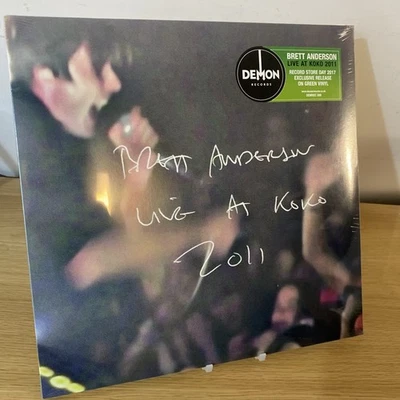 DEMON
RECORDS
BRETT ANDERSON
LIVE AT KOKO 2011
RECORD STORE DAY 2017
EXCLUSIVE RELEASE
ON GREEN VINYL
BRETT ANDERSON
LIVE AT KOKO
2011